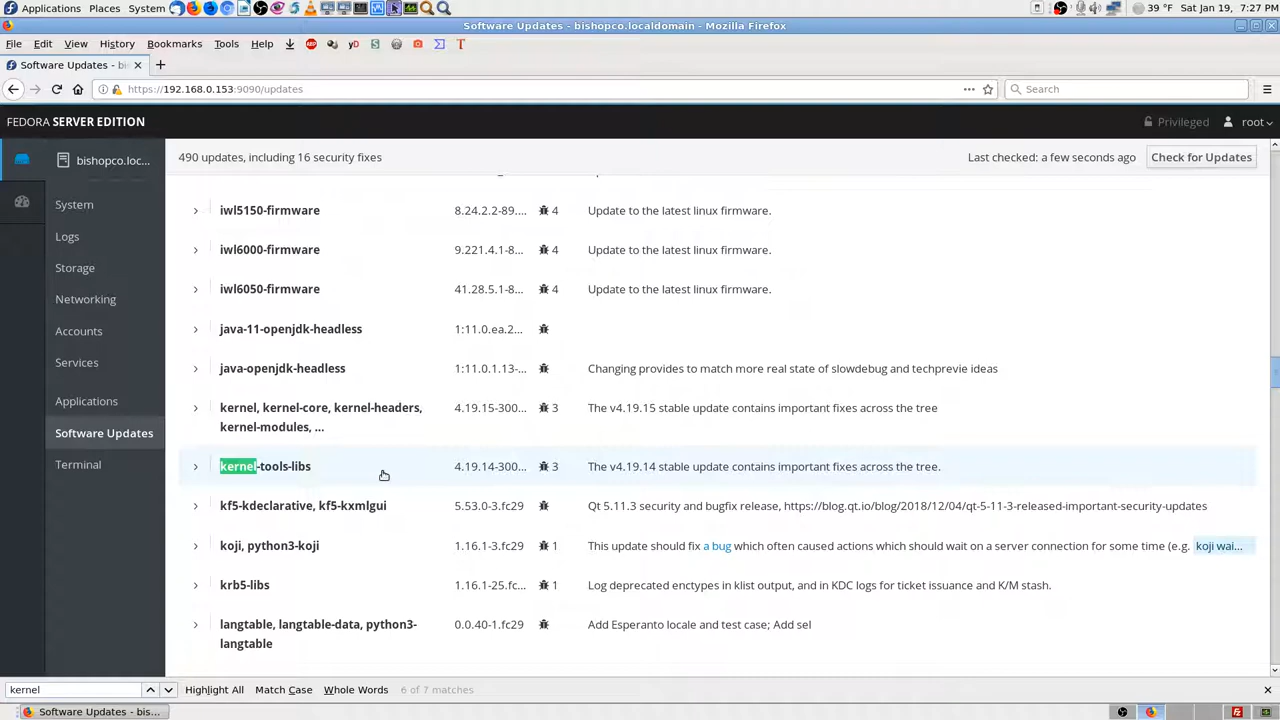 Applications Places System 39 °F Sat Jan 19, 7:27 PM
Software Updates - bishopco.localdomain - Mozilla Firefox
File Edit View History Bookmarks Tools Help
Software Updates - bi
https://192.168.0.153:9090/updates Search
FEDORA SERVER EDITION Privileged root
bishopco.loc... 490 updates, including 16 security fixes Last checked: a few seconds ago Check for Updates
System
Logs
Storage
Networking
Accounts
Services
Applications
Software Updates
Terminal
iwl5150-firmware 8.24.2.2-89.... 4 Update to the latest linux firmware.
iwl6000-firmware 9.221.4.1-8... 4 Update to the latest linux firmware.
iwl6050-firmware 41.28.5.1-8... 4 Update to the latest linux firmware.
java-11-openjdk-headless 1:11.0.ea.2...
java-openjdk-headless 1:11.0.1.13-... Changing provides to match more real state of slowdebug and techprevie ideas
kernel, kernel-core, kernel-headers, 4.19.15-300... 3 The v4.19.15 stable update contains important fixes across the tree
kernel-modules, ...
kernel-tools-libs 4.19.14-300... 3 The v4.19.14 stable update contains important fixes across the tree.
kf5-kdeclarative, kf5-kxmlgui 5.53.0-3.fc29 Qt 5.11.3 security and bugfix release, https://blog.qt.io/blog/2018/12/04/qt-5-11-3-released-important-security-updates
koji, python3-koji 1.16.1-3.fc29 1 This update should fix a bug which often caused actions which should wait on a server connection for some time (e.g. koji wai...
krb5-libs 1.16.1-25.fc... 1 Log deprecated enctypes in klist output, and in KDC logs for ticket issuance and K/M stash.
langtable, langtable-data, python3- 0.0.40-1.fc29 Add Esperanto locale and test case; Add sel
langtable
kernel Highlight All Match Case Whole Words 6 of 7 matches
Software Updates - bis...